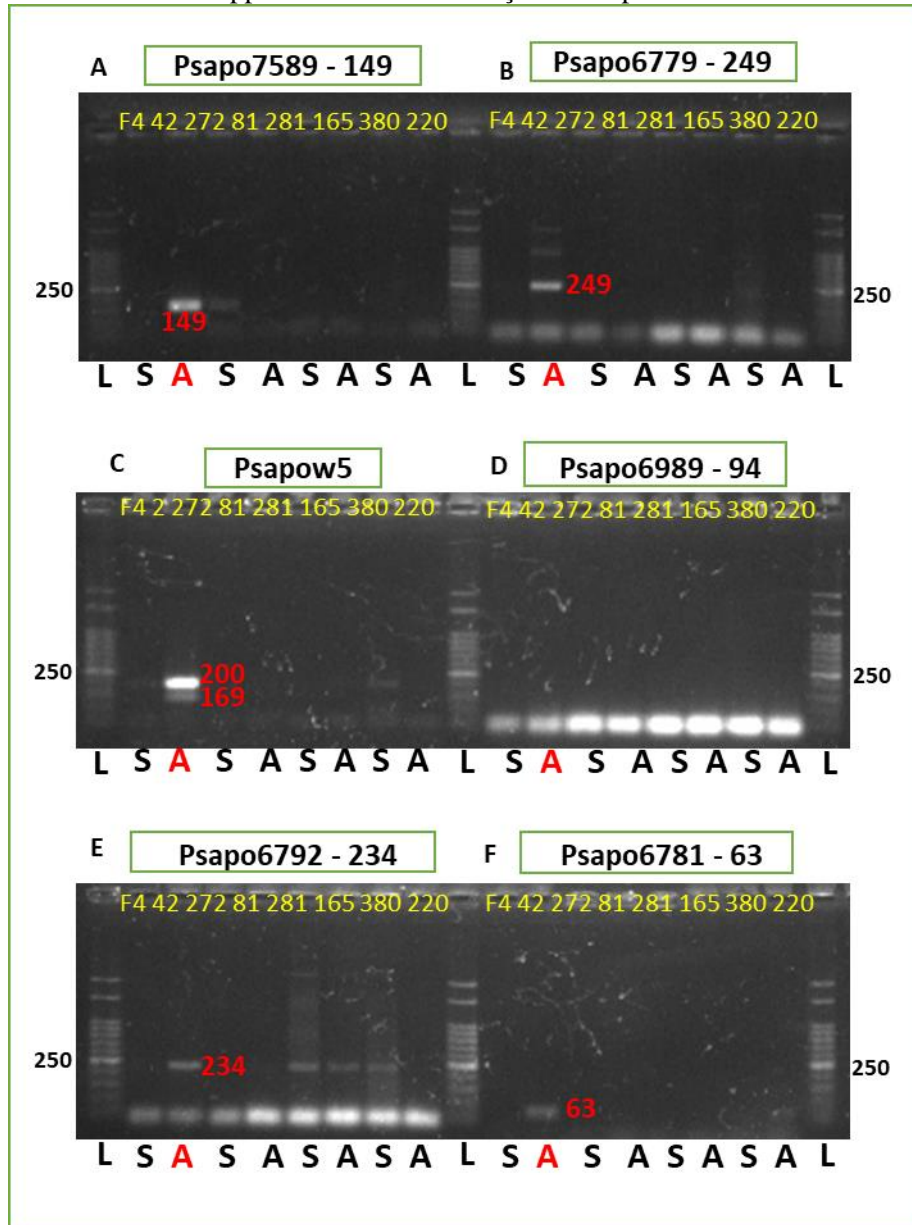 A Psapo7589 - 149 B Psapo6779 - 249
F4 42 272 81 281 165 380 220 F4 42 272 81 281 165 380 220
250 149 249 250
L S A S A S A S A L S A S A S A S A L
C Psapow5 D Psapo6989 - 94
F4 2 272 81 281 165 380 220 F4 42 272 81 281 165 380 220
250 200 250
169
L S A S A S A S A L S A S A S A S A L
E Psapo6792 - 234 F Psapo6781 - 63
F4 42 272 81 281 165 380 220 F4 42 272 81 281 165 380 220
250 234 250
63
L S A S A S A S A L S A S A S A S A L